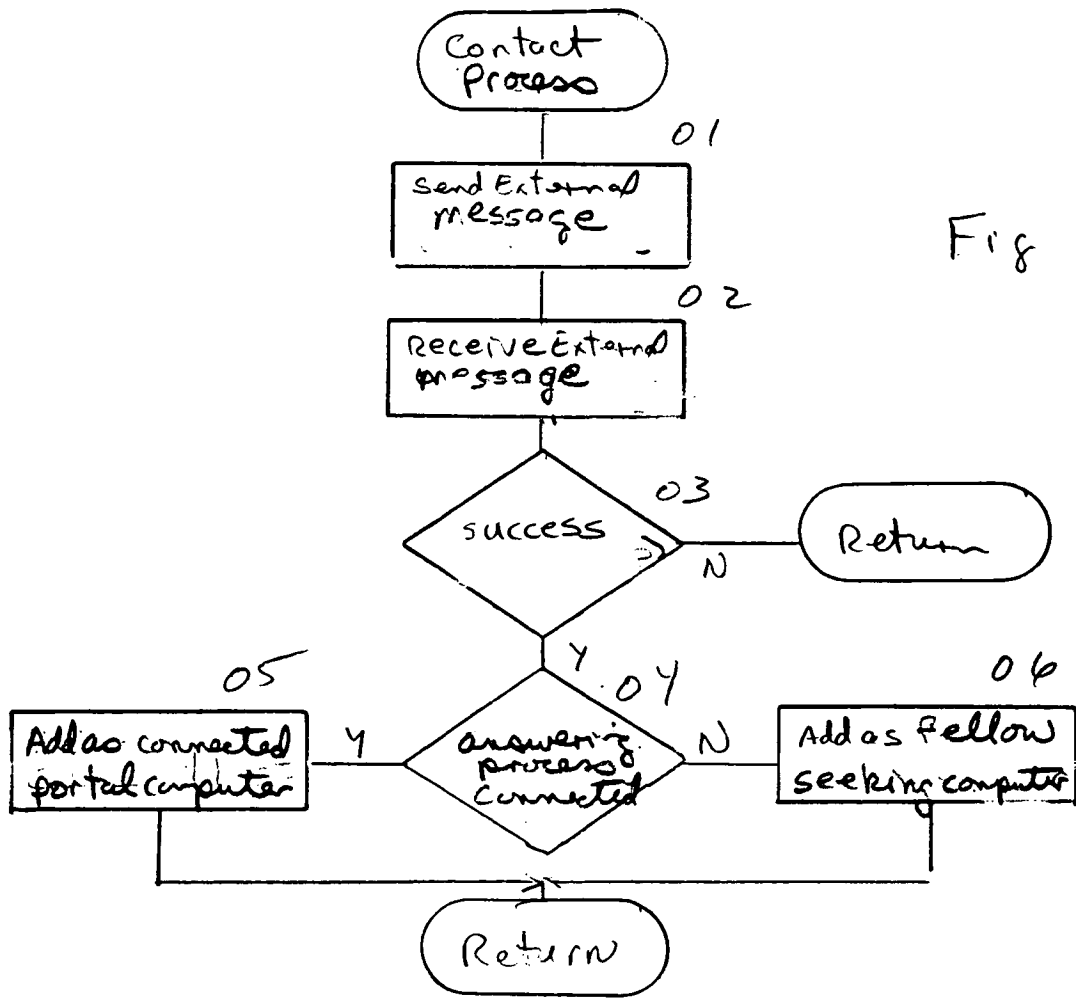 Contact
Process
01
Send External
message
Fig
02
Receive External
message
03
success
N
Return
Y
04
05
06
Add as connected
portal computer
Y
answering
process
connected
N
Add as fellow
seeking computer
Return